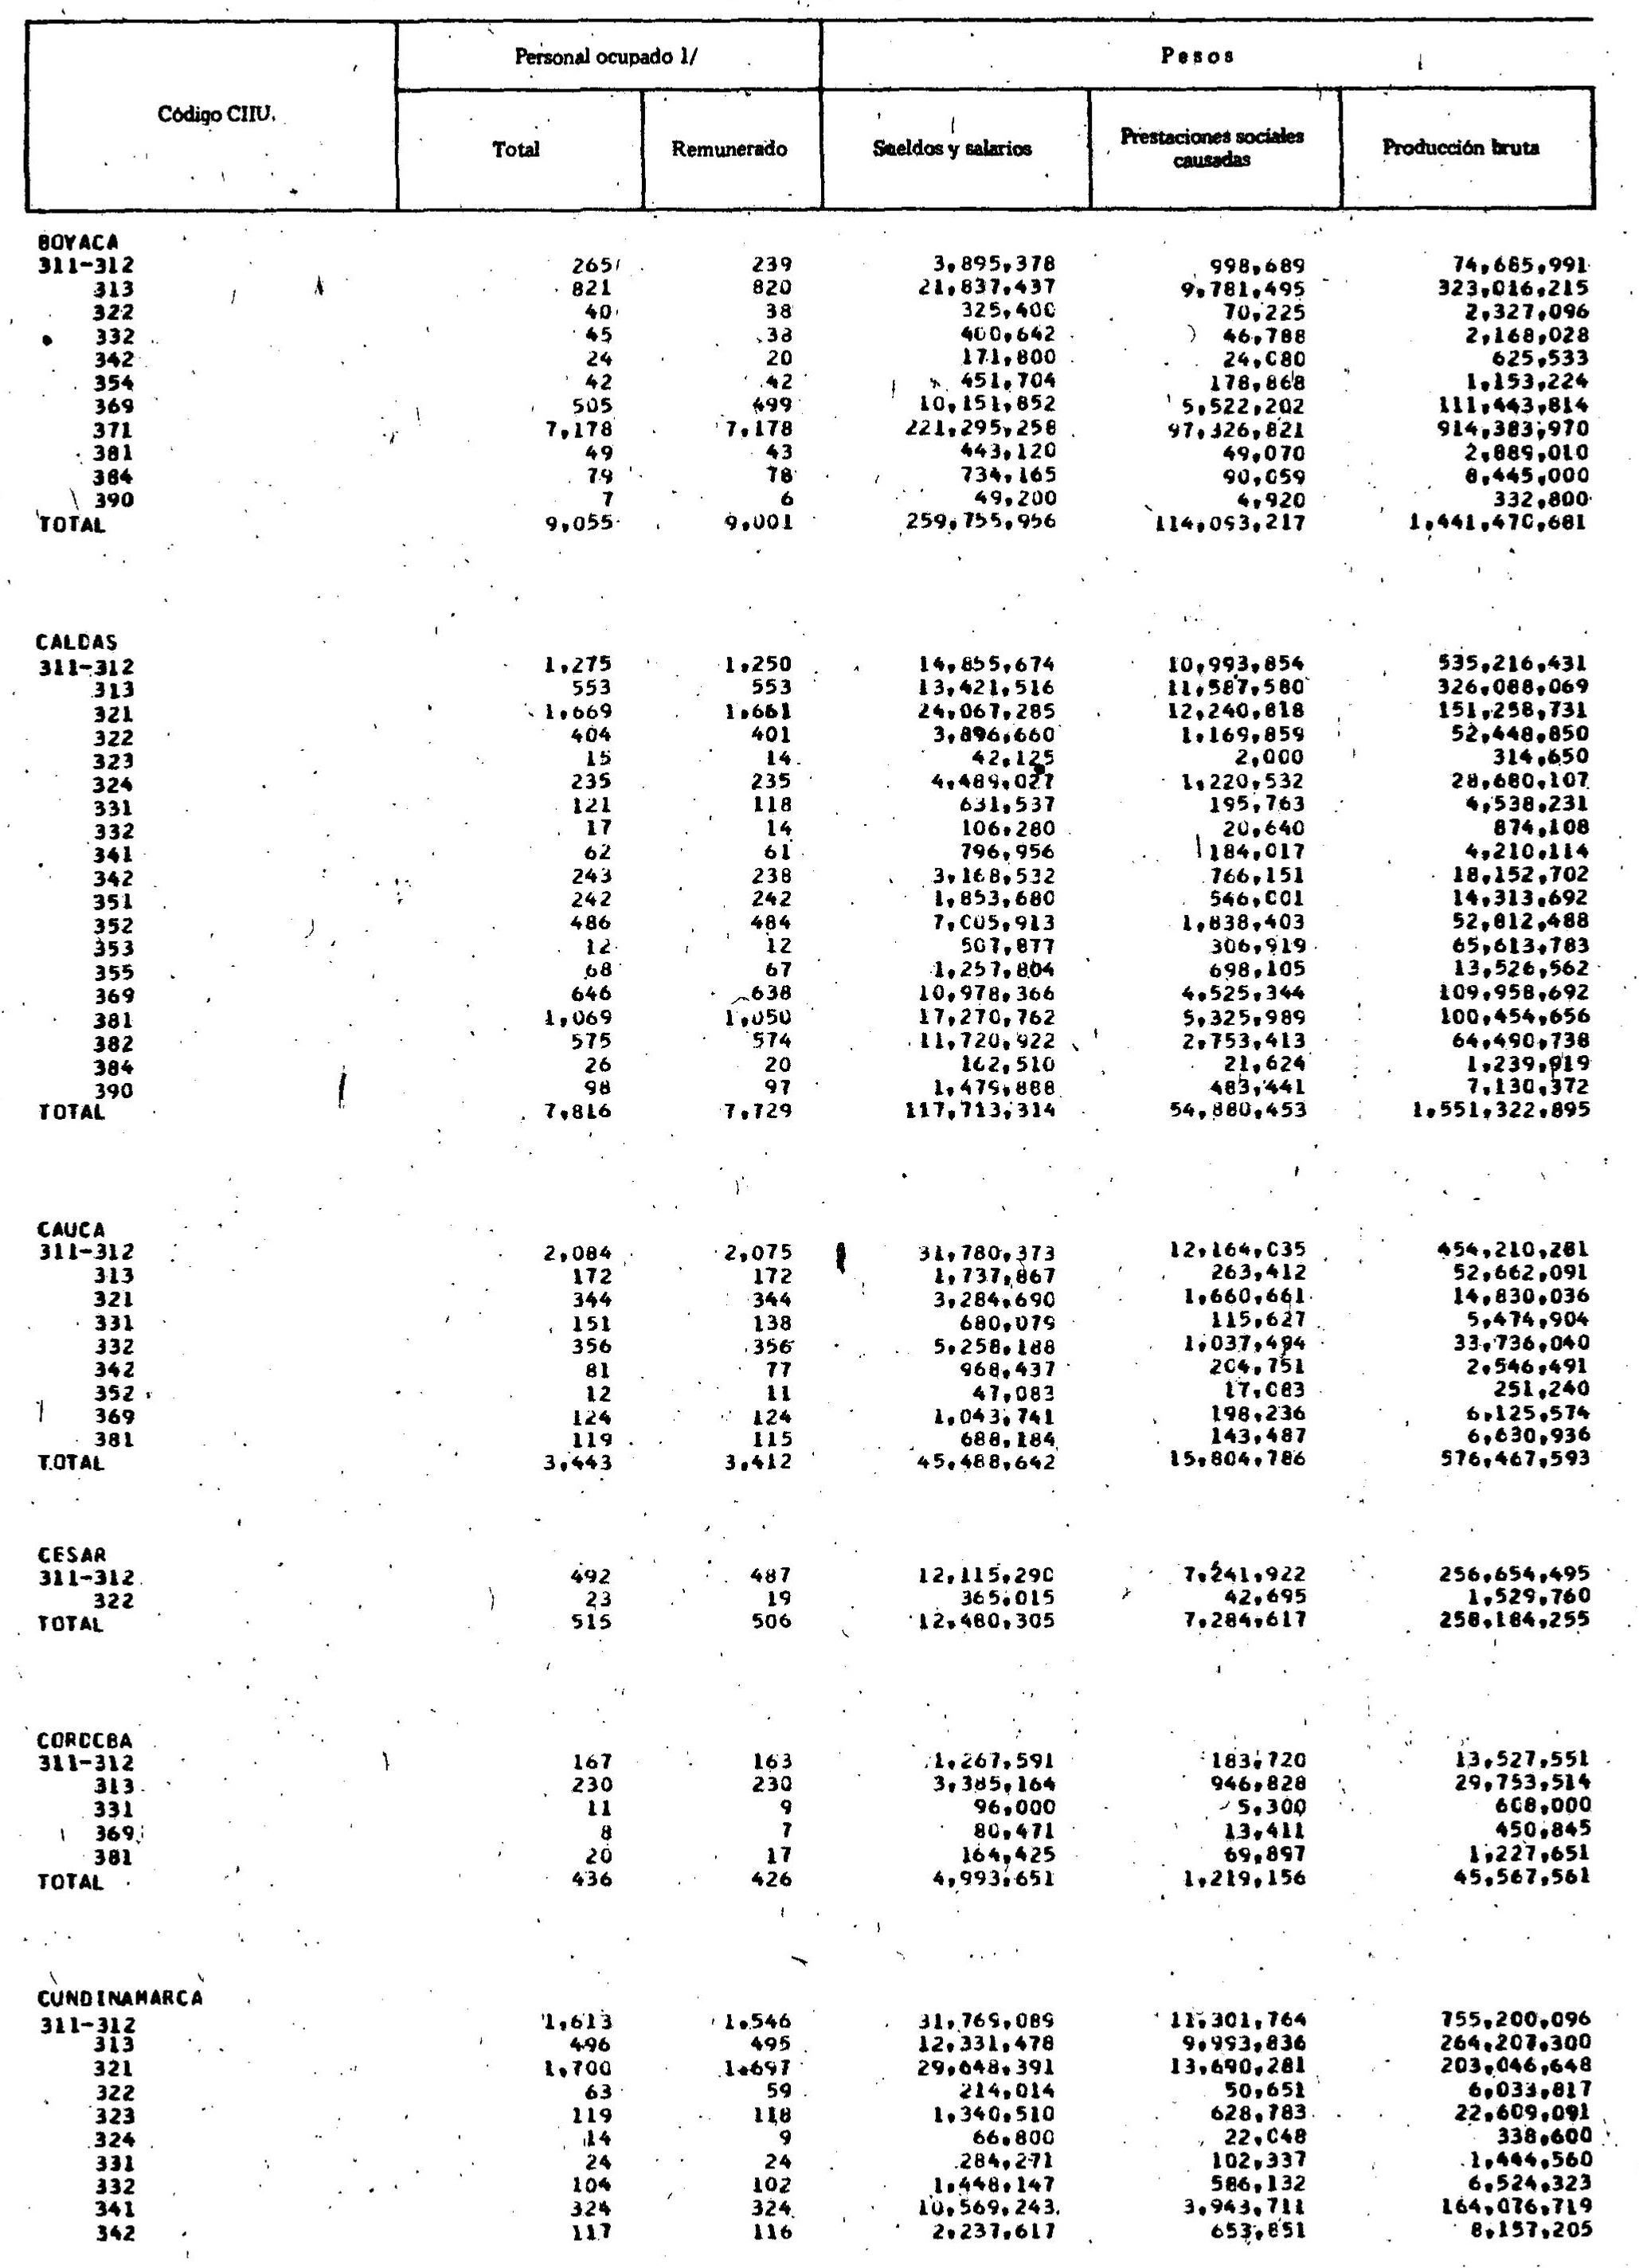 Código CIIU.
Personal ocupado 1/
Pesos
Total
Remunerado
Sueldos y salarios
Prestaciones sociales causadas
Producción bruta
BOYACA
311-312 265 239 3,895,378 998,689 74,685,991
313 821 820 21,837,437 9,781,495 323,016,215
322 40 38 325,400 70,225 2,327,096
332 45 38 400,642 46,788 2,168,028
342 24 20 171,800 24,080 625,533
354 42 42 451,704 178,868 1,153,224
369 505 499 10,151,852 5,522,202 111,443,814
371 7,178 7,178 221,295,258 97,326,821 914,383,970
381 49 43 443,120 49,070 2,889,010
384 79 78 734,165 90,059 8,445,000
390 7 6 49,200 4,920 332,800
TOTAL 9,055 9,001 259,755,956 114,093,217 1,441,470,681
CALDAS
311-312 1,275 1,250 14,855,674 10,993,854 535,216,431
313 553 553 13,421,516 11,587,580 326,088,069
321 1,669 1,661 24,067,285 12,240,818 151,258,731
322 404 401 3,896,660 1,169,859 52,448,850
323 15 14 42,125 2,000 314,650
324 235 235 4,489,027 1,220,532 28,680,107
331 121 118 631,537 195,763 4,538,231
332 17 14 106,280 20,640 874,108
341 62 61 796,956 184,017 4,210,114
342 243 238 3,168,532 766,151 18,152,702
351 242 242 1,853,680 546,001 14,313,692
352 486 484 7,005,913 1,838,403 52,812,488
353 12 12 507,877 306,919 65,613,783
355 68 67 1,257,804 698,105 13,526,562
369 646 638 10,978,366 4,525,344 109,958,692
381 1,069 1,050 17,270,762 5,325,989 100,454,656
382 575 574 11,720,922 2,753,413 64,490,738
384 26 20 162,510 21,624 1,239,919
390 98 97 1,479,888 483,441 7,130,372
TOTAL 7,816 7,729 117,713,314 54,880,453 1,551,322,895
CAUCA
311-312 2,084 2,075 31,780,373 12,164,035 454,210,281
313 172 172 1,737,867 263,412 52,662,091
321 344 344 3,284,690 1,660,661 14,830,036
331 151 138 680,079 115,627 5,474,904
332 356 356 5,258,188 1,037,494 33,736,040
342 81 77 968,437 204,751 2,546,491
352 12 11 47,083 17,083 251,240
369 124 124 1,043,741 198,236 6,125,574
381 119 115 688,184 143,487 6,630,936
TOTAL 3,443 3,412 45,488,642 15,804,786 576,467,593
CESAR
311-312 492 487 12,115,290 7,241,922 256,654,495
322 23 19 365,015 42,695 1,529,760
TOTAL 515 506 12,480,305 7,284,617 258,184,255
CORDOBA
311-312 167 163 1,267,591 183,720 13,527,551
313 230 230 3,385,164 946,828 29,753,514
331 11 9 96,000 5,300 608,000
369 8 7 80,471 13,411 450,845
381 20 17 164,425 69,897 1,227,651
TOTAL 436 426 4,993,651 1,219,156 45,567,561
CUNDINAMARCA
311-312 1,613 1,546 31,769,089 11,301,764 755,200,096
313 496 495 12,331,478 9,993,836 264,207,300
321 1,700 1,697 29,648,391 13,690,281 203,046,648
322 63 59 214,014 50,651 6,033,817
323 119 118 1,340,510 628,783 22,609,091
324 14 9 66,800 22,048 338,600
331 24 24 284,271 102,337 1,444,560
332 104 102 1,448,147 586,132 6,524,323
341 324 324 10,569,243 3,943,711 164,076,719
342 117 116 2,237,617 653,851 8,157,205